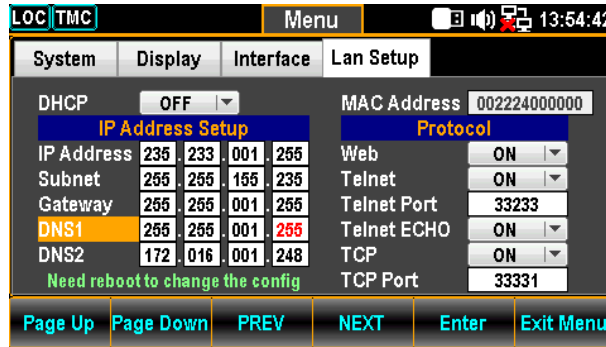 LOC TMC Menu 13:54:42
System Display Interface Lan Setup
DHCP OFF MAC Address 002224000000
IP Address Setup Protocol
IP Address 235 . 233 . 001 . 255 Web ON
Subnet 255 . 255 . 155 . 235 Telnet ON
Gateway 255 . 255 . 001 . 255 Telnet Port 33233
DNS1 255 . 255 . 001 . 255 Telnet ECHO ON
DNS2 172 . 016 . 001 . 248 TCP ON
Need reboot to change the config TCP Port 33331
Page Up Page Down PREV NEXT Enter Exit Menu